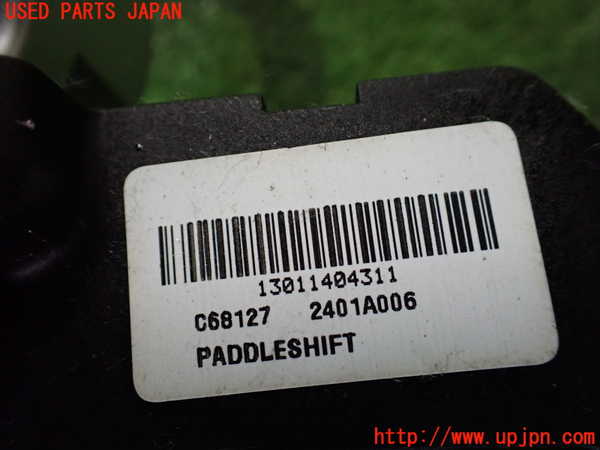 USED PARTS JAPAN
13011404311
C68127 2401A006
PADDLESHIFT
#U.P.J
http://www.upjpn.com/